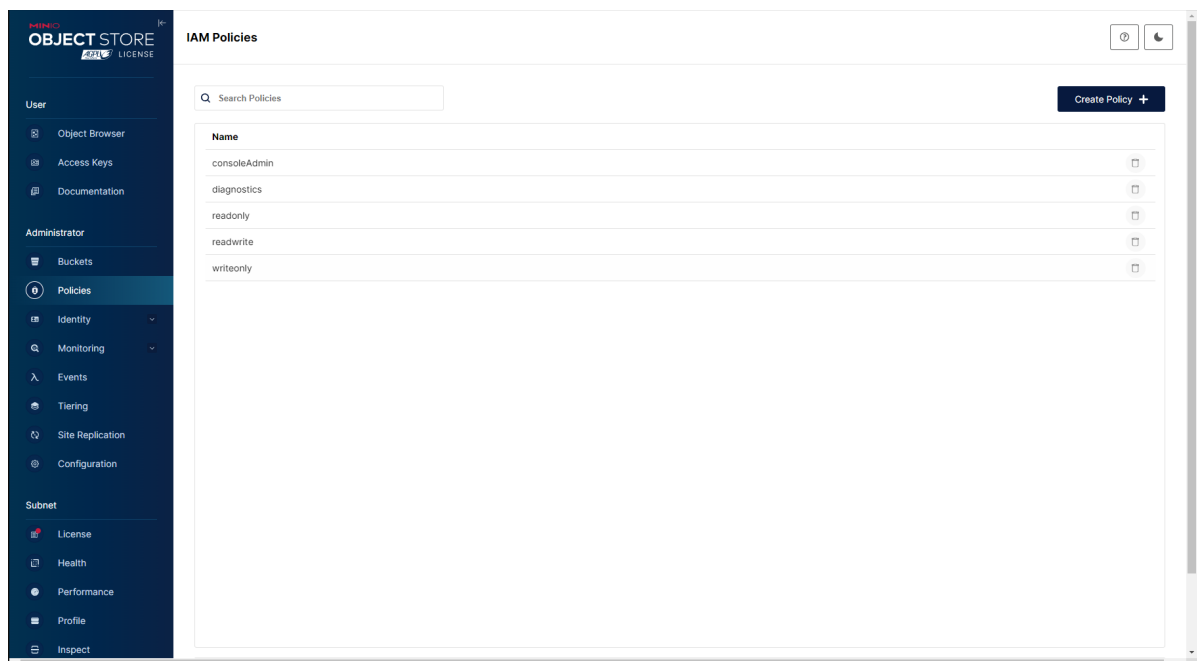 MINIO
OBJECT STORE
AGPL V3 LICENSE
User
Object Browser
Access Keys
Documentation
Administrator
Buckets
Policies
Identity
Monitoring
λ Events
Tiering
Site Replication
Configuration
Subnet
License
Health
Performance
Profile
Inspect
IAM Policies
Search Policies
Create Policy +
Name
consoleAdmin
diagnostics
readonly
readwrite
writeonly